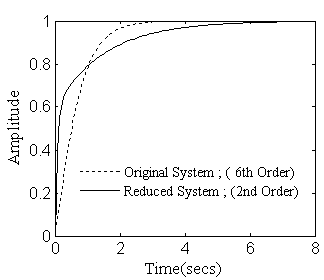 1
0.8
0.6
0.4
0.2
0
Amplitude
Original System ; ( 6th Order)
Reduced System ; (2nd Order)
0 2 4 6 8
Time(secs)